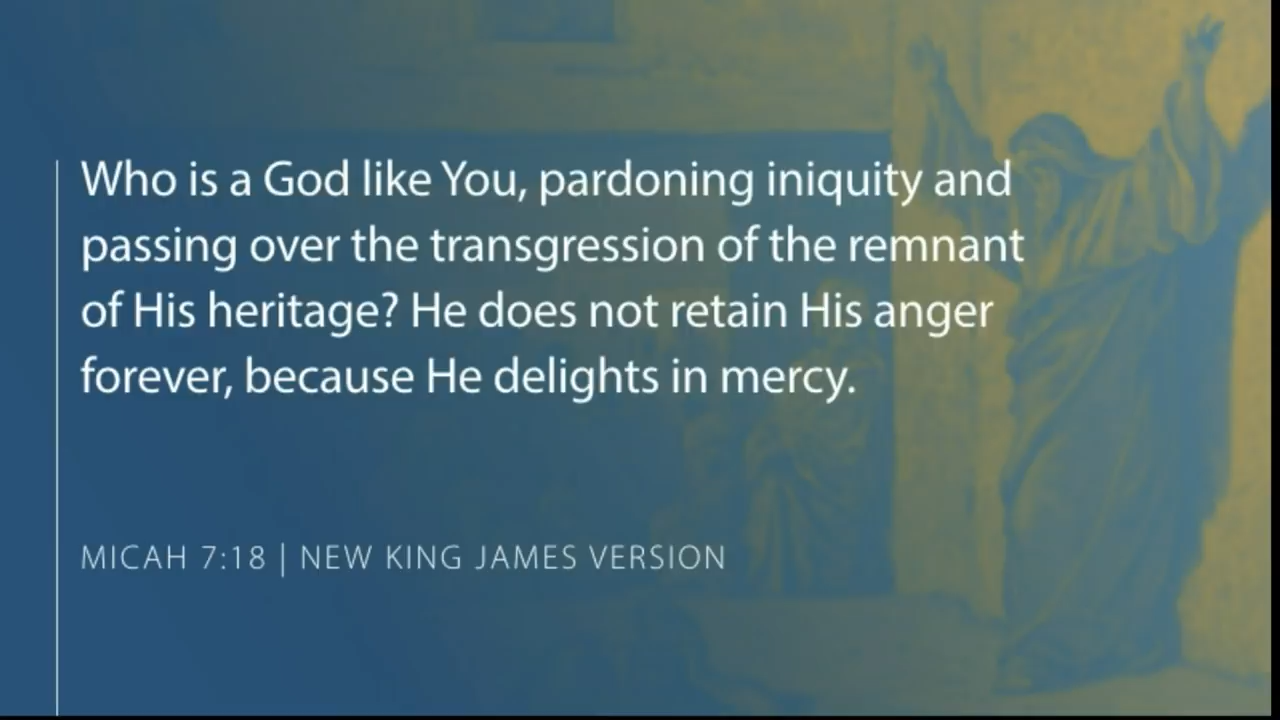 Who is a God like You, pardoning iniquity and
passing over the transgression of the remnant
of His heritage? He does not retain His anger
forever, because He delights in mercy.
MICAH 7:18 | NEW KING JAMES VERSION